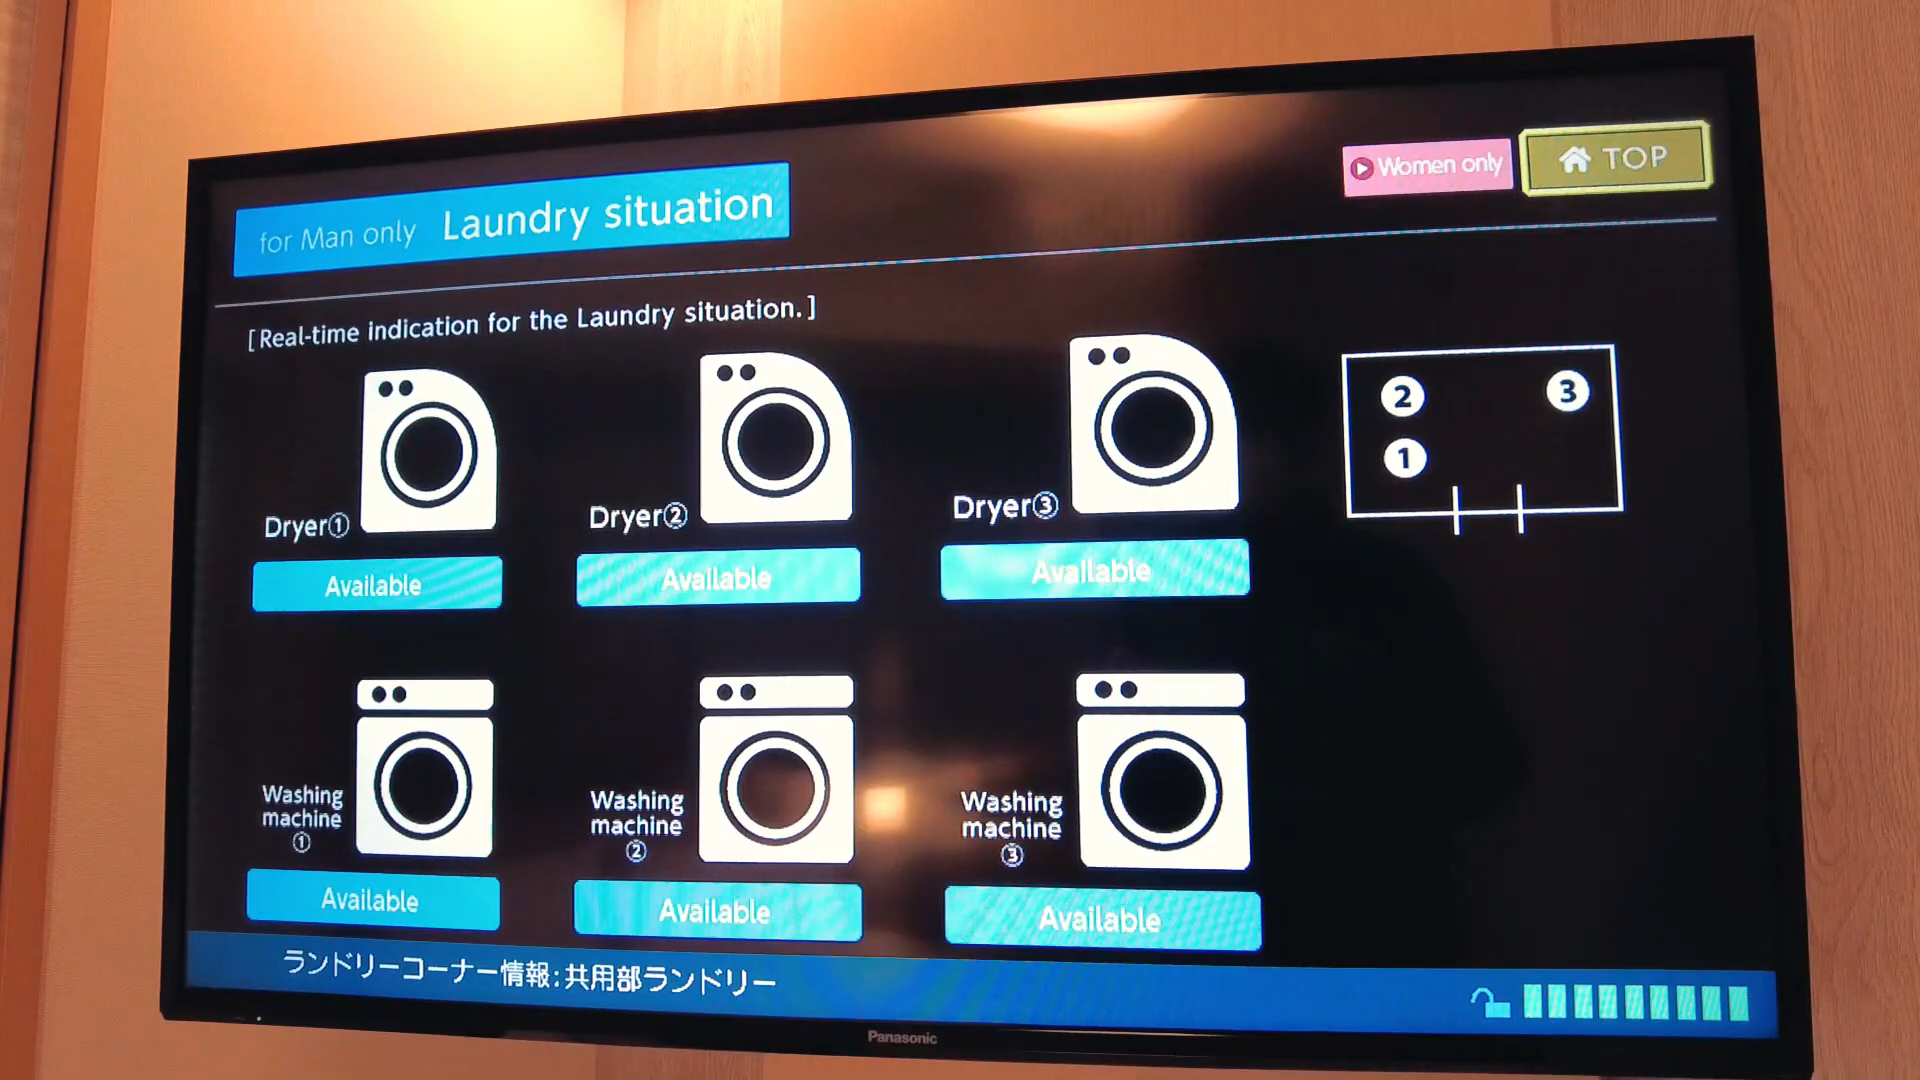 for Man only Laundry situation
Women only
TOP
[Real-time indication for the Laundry situation.]
Dryer①
Dryer②
Dryer③
2
3
1
Available
Available
Available
Washing
machine
①
Washing
machine
②
Washing
machine
③
Available
Available
Available
ランドリーコーナー情報:共用部ランドリー
Panasonic